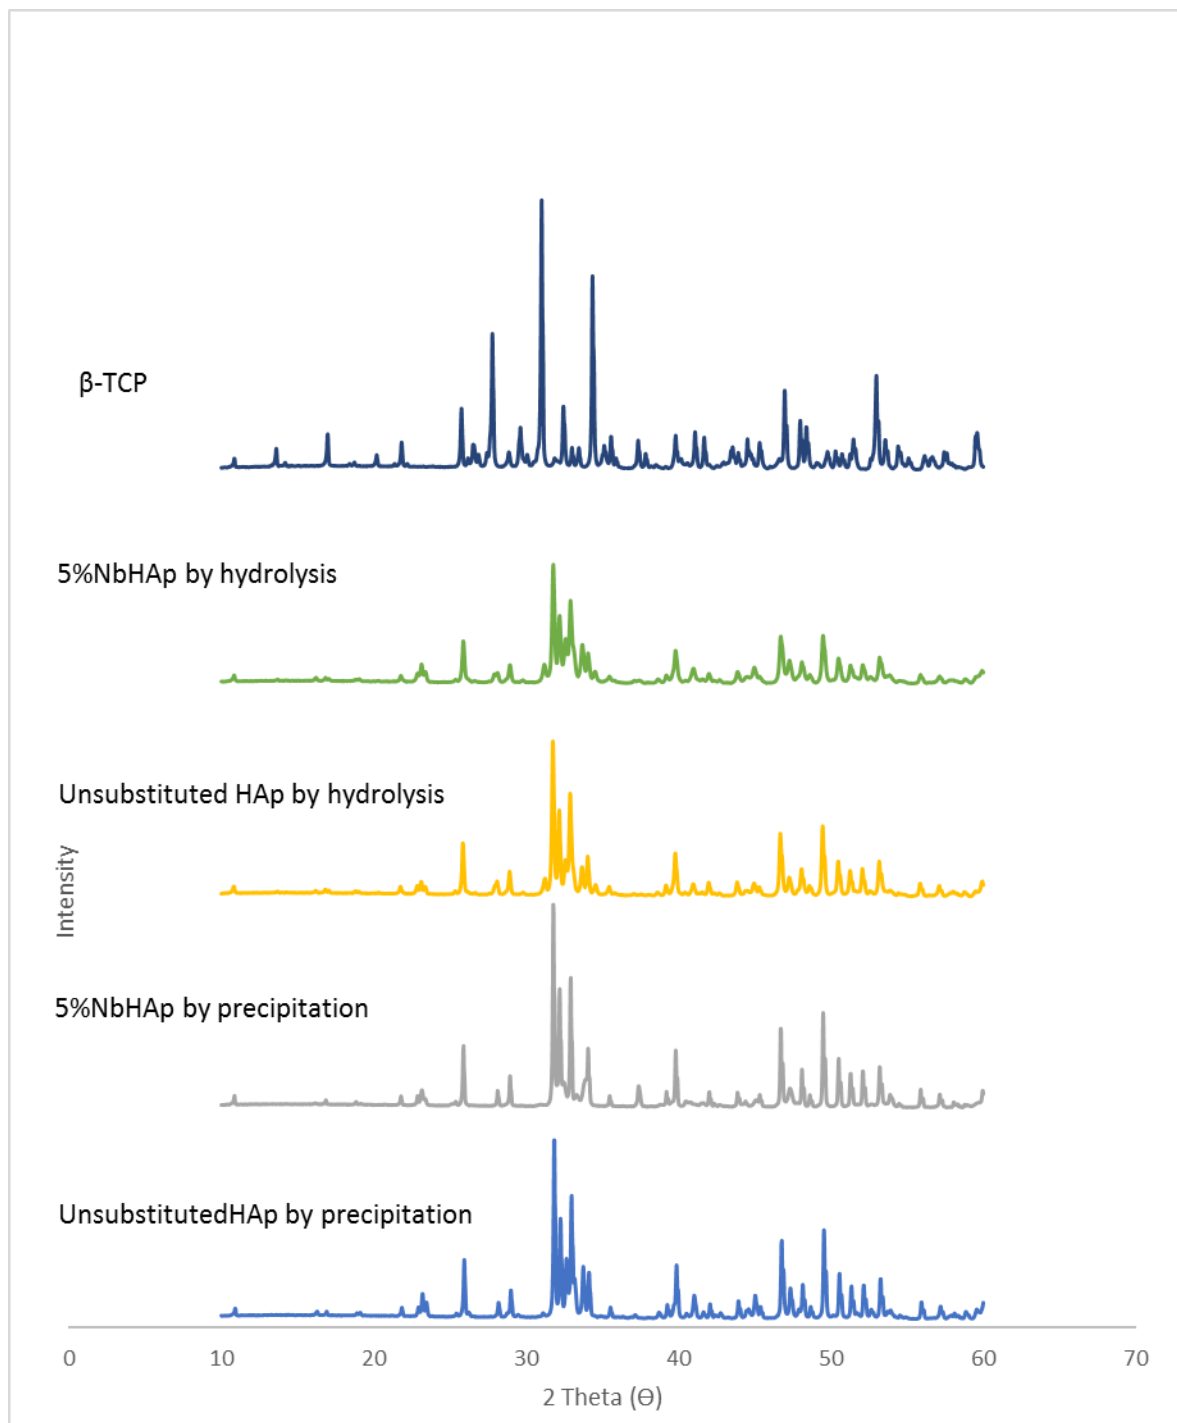 β-TCP
5%NbHAp by hydrolysis
Unsubstituted HAp by hydrolysis
Intensity
5%NbHAp by precipitation
UnsubstitutedHAp by precipitation
0 10 20 30 40 50 60 70
2 Theta (Ө)